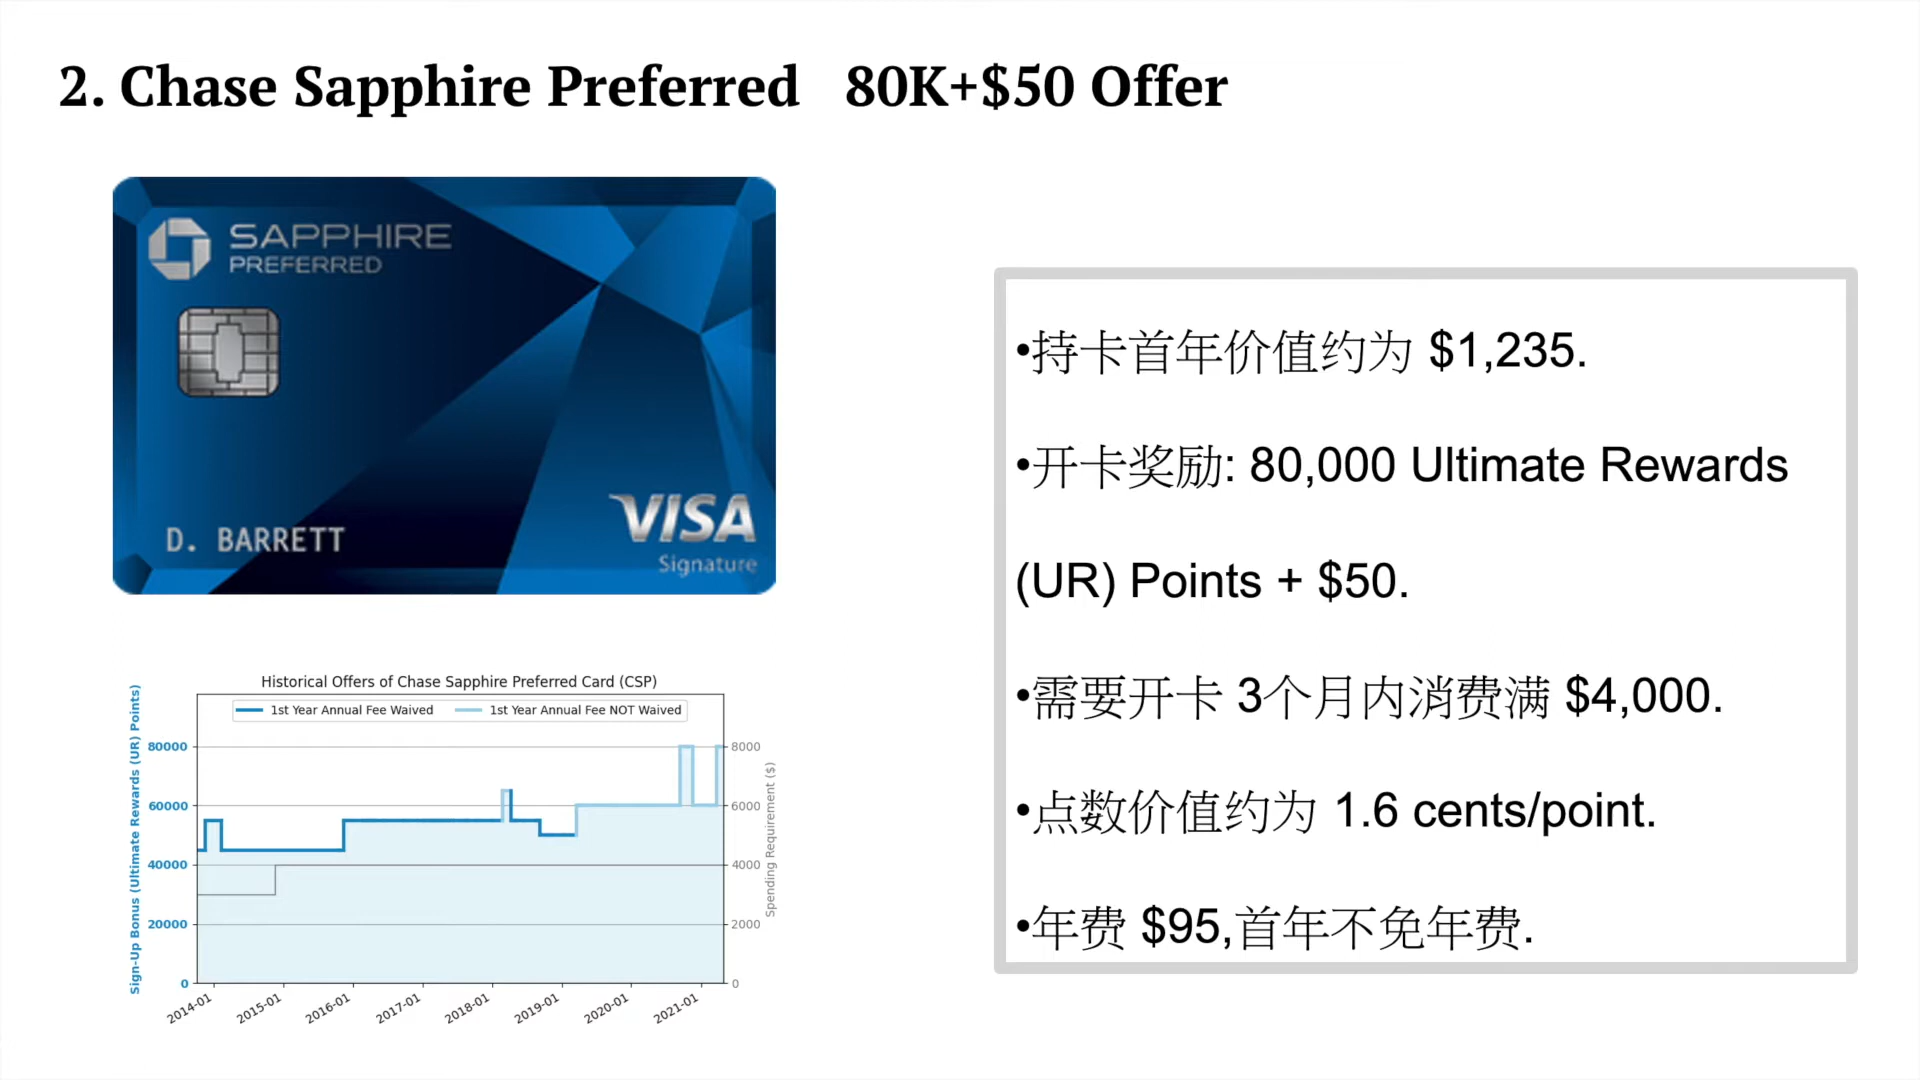 2. Chase Sapphire Preferred 80K+$50 Offer
SAPPHIRE
PREFERRED
D. BARRETT
VISA
Signature
•持卡首年价值约为 $1,235.
•开卡奖励: 80,000 Ultimate Rewards
(UR) Points + $50.
•需要开卡 3个月内消费满 $4,000.
•点数价值约为 1.6 cents/point.
•年费 $95,首年不免年费.
Historical Offers of Chase Sapphire Preferred Card (CSP)
1st Year Annual Fee Waived
1st Year Annual Fee NOT Waived
Sign-Up Bonus (Ultimate Rewards (UR) Points)
80000
60000
40000
20000
0
8000
6000
4000
2000
0
Spending Requirement ($)
2014-01
2015-01
2016-01
2017-01
2018-01
2019-01
2020-01
2021-01